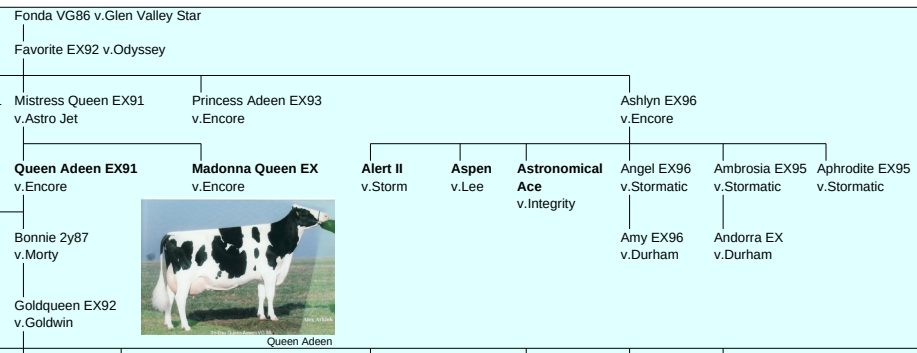 Fonda VG86 v.Glen Valley Star
Favorite EX92 v.Odyssey
Mistress Queen EX91
v.Astro Jet
Princess Adeen EX93
v.Encore
Ashlyn EX96
v.Encore
Queen Adeen EX91
v.Encore
Madonna Queen EX
v.Encore
Alert II
v.Storm
Aspen
v.Lee
Astronomical
Ace
v.Integrity
Angel EX96
v.Stormatic
Ambrosia EX95
v.Stormatic
Aphrodite EX95
v.Stormatic
Bonnie 2y87
v.Morty
Amy EX96
v.Durham
Andorra EX
v.Durham
Goldqueen EX92
v.Goldwin
Queen Adeen